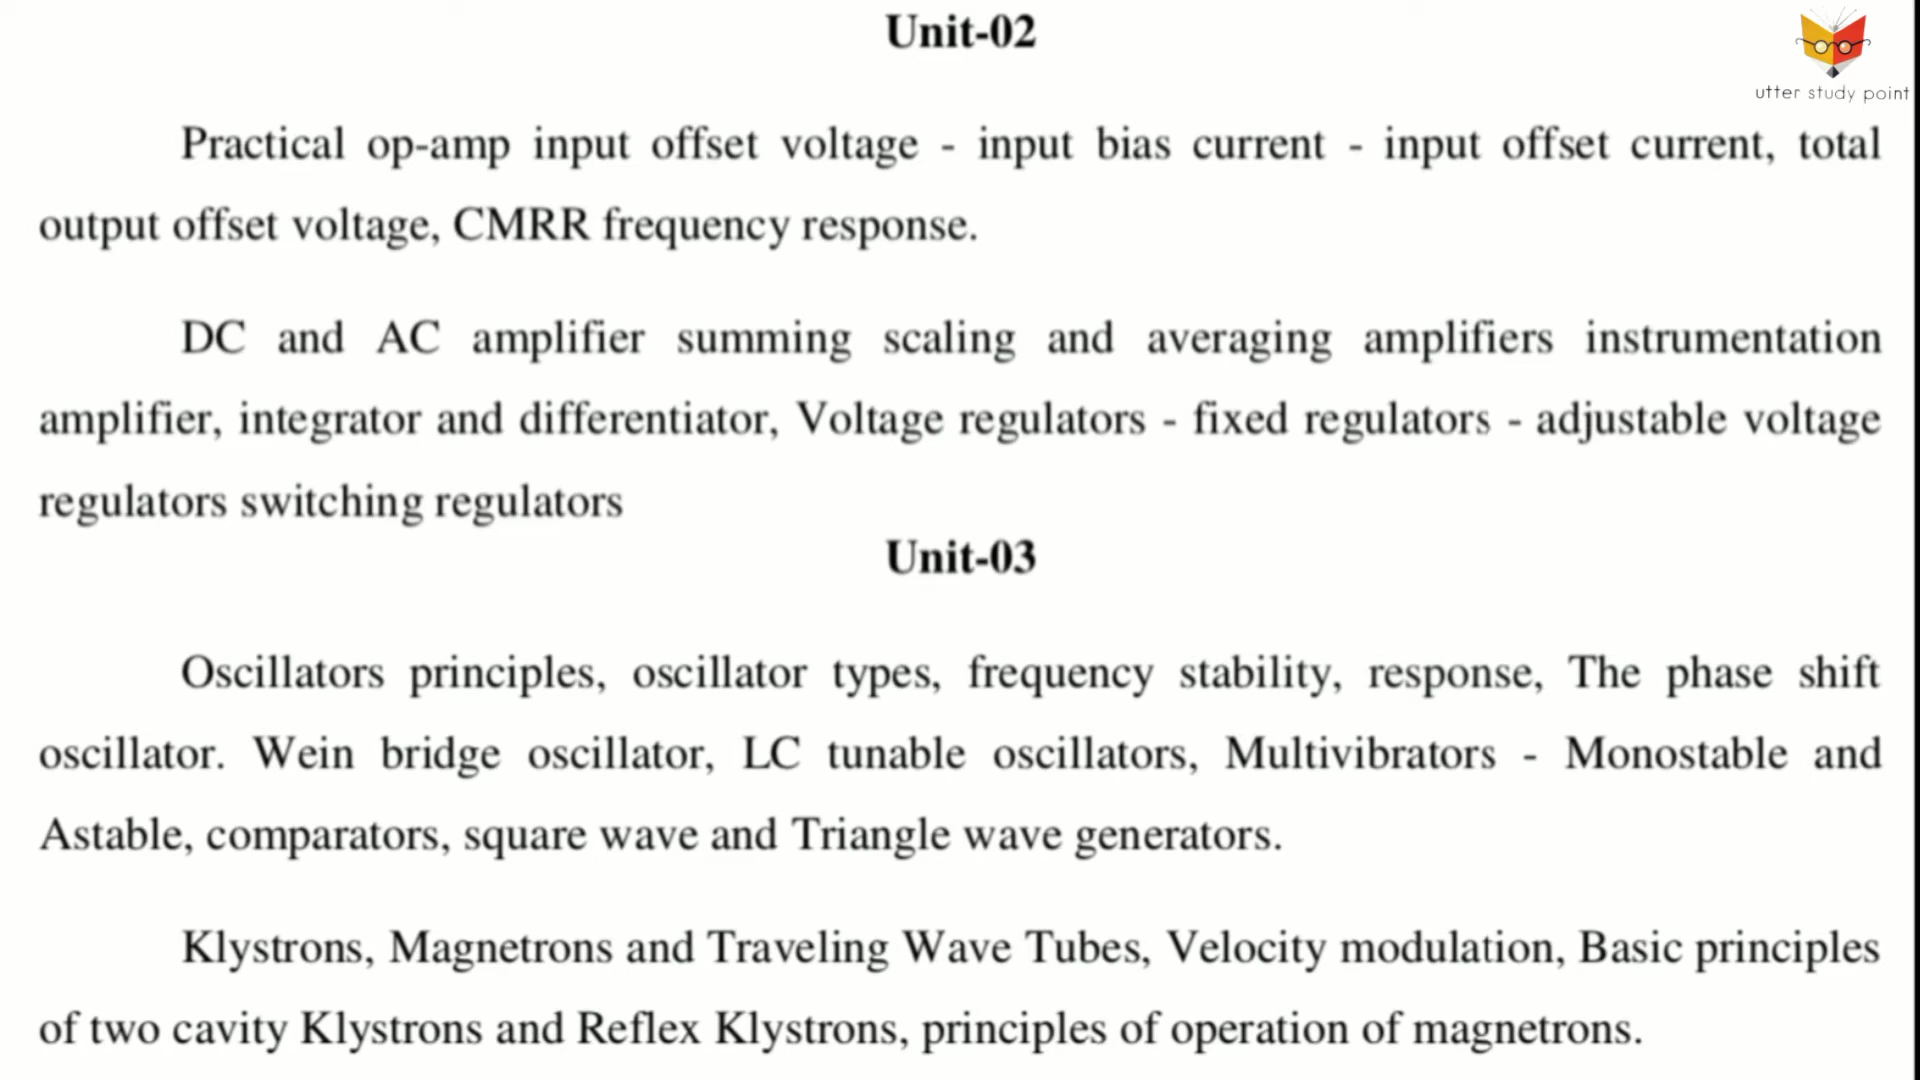 Unit-02
utter study point
Practical op-amp input offset voltage - input bias current - input offset current, total
output offset voltage, CMRR frequency response.
DC and AC amplifier summing scaling and averaging amplifiers instrumentation
amplifier, integrator and differentiator, Voltage regulators - fixed regulators - adjustable voltage
regulators switching regulators
Unit-03
Oscillators principles, oscillator types, frequency stability, response, The phase shift
oscillator. Wein bridge oscillator, LC tunable oscillators, Multivibrators - Monostable and
Astable, comparators, square wave and Triangle wave generators.
Klystrons, Magnetrons and Traveling Wave Tubes, Velocity modulation, Basic principles
of two cavity Klystrons and Reflex Klystrons, principles of operation of magnetrons.